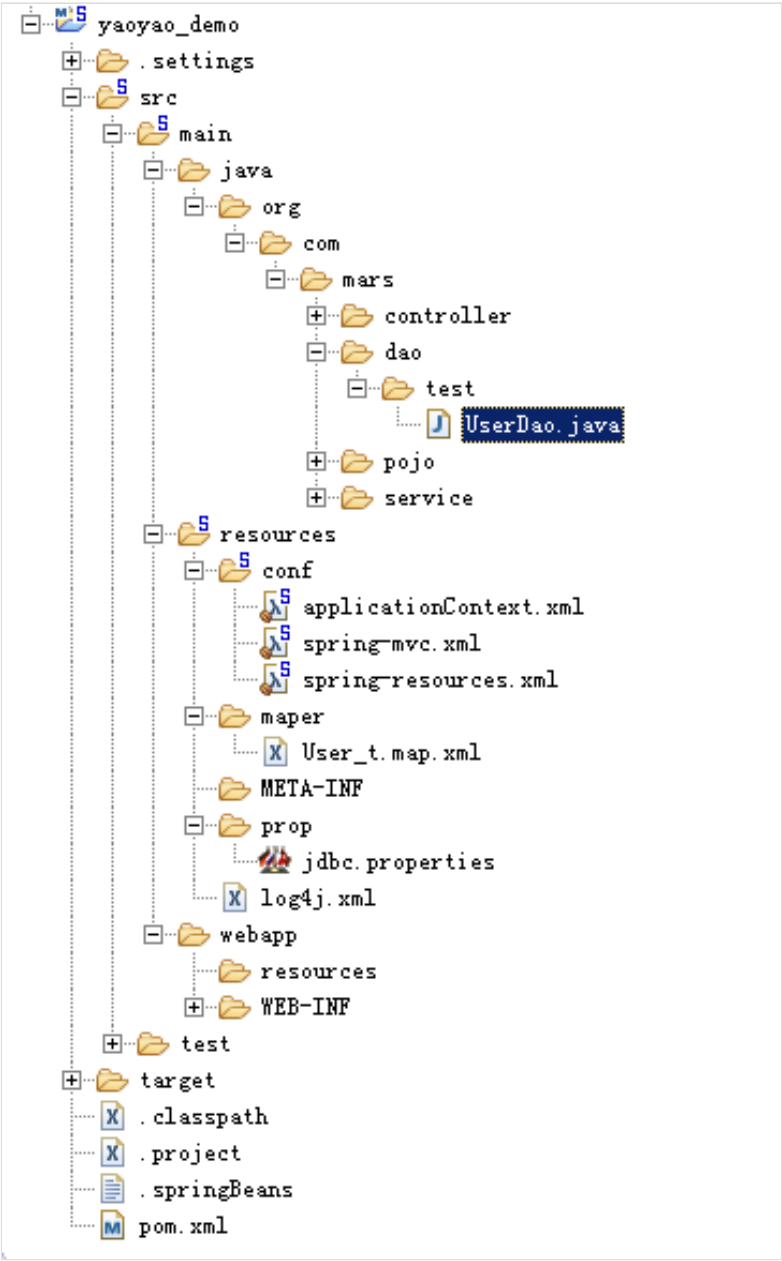 yaoyao_demo
.settings
src
main
java
org
com
mars
controller
dao
test
UserDao.java
pojo
service
resources
conf
applicationContext.xml
spring-mvc.xml
spring-resources.xml
maper
User_t.map.xml
META-INF
prop
jdbc.properties
log4j.xml
webapp
resources
WEB-INF
test
target
.classpath
.project
.springBeans
pom.xml